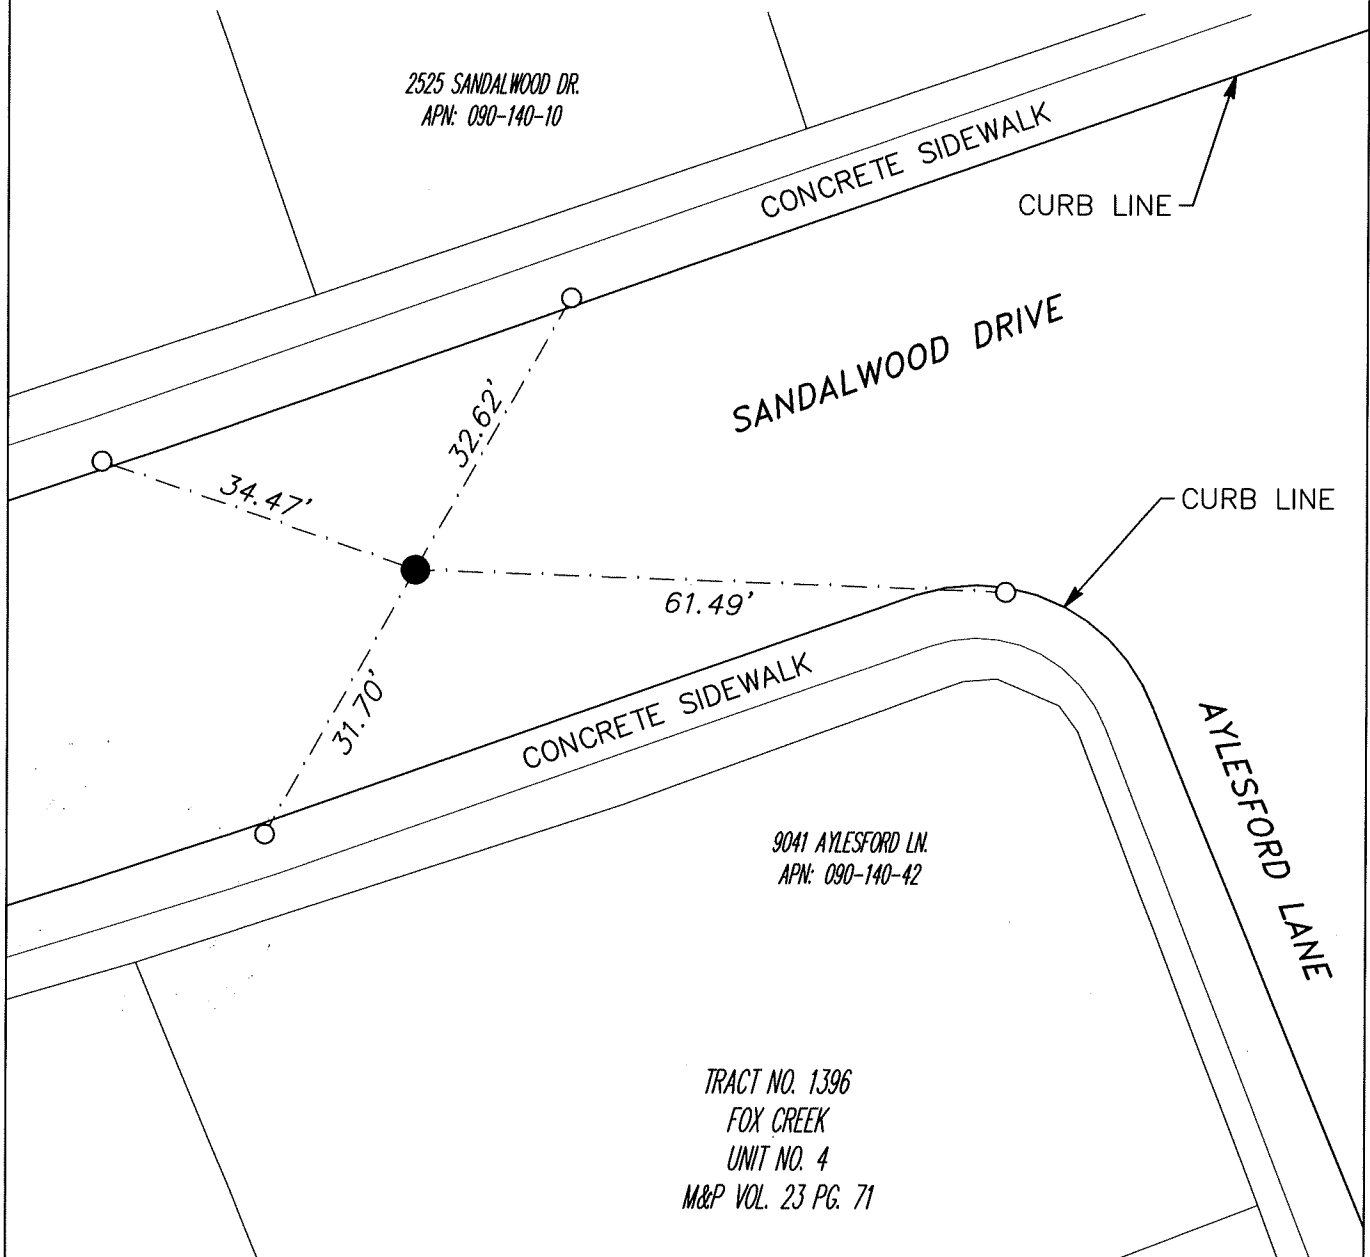 2525 SANDALWOOD DR.
APN: 090-140-10
CONCRETE SIDEWALK
CURB LINE
SANDALWOOD DRIVE
32.62'
34.47'
CURB LINE
61.49'
31.70'
CONCRETE SIDEWALK
AYLESFORD LANE
9041 AYLESFORD LN.
APN: 090-140-42
TRACT NO. 1396
FOX CREEK
UNIT NO. 4
M&P VOL. 23 PG. 71